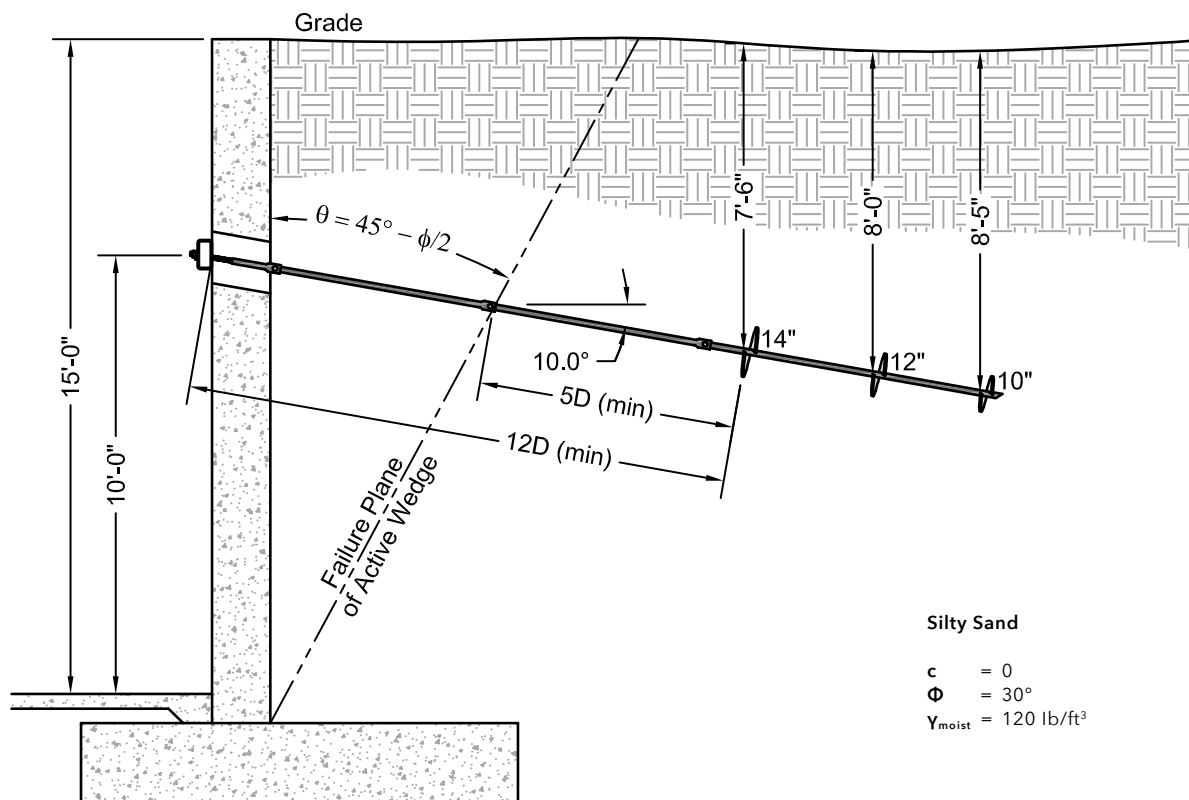 Grade
15'-0"
10'-0"
θ = 45° – ϕ/2
10.0°
5D (min)
12D (min)
Failure Plane
of Active Wedge
7'-6"
8'-0"
8'-5"
14"
12"
10"
Silty Sand
c = 0
Φ = 30°
γmoist = 120 lb/ft³